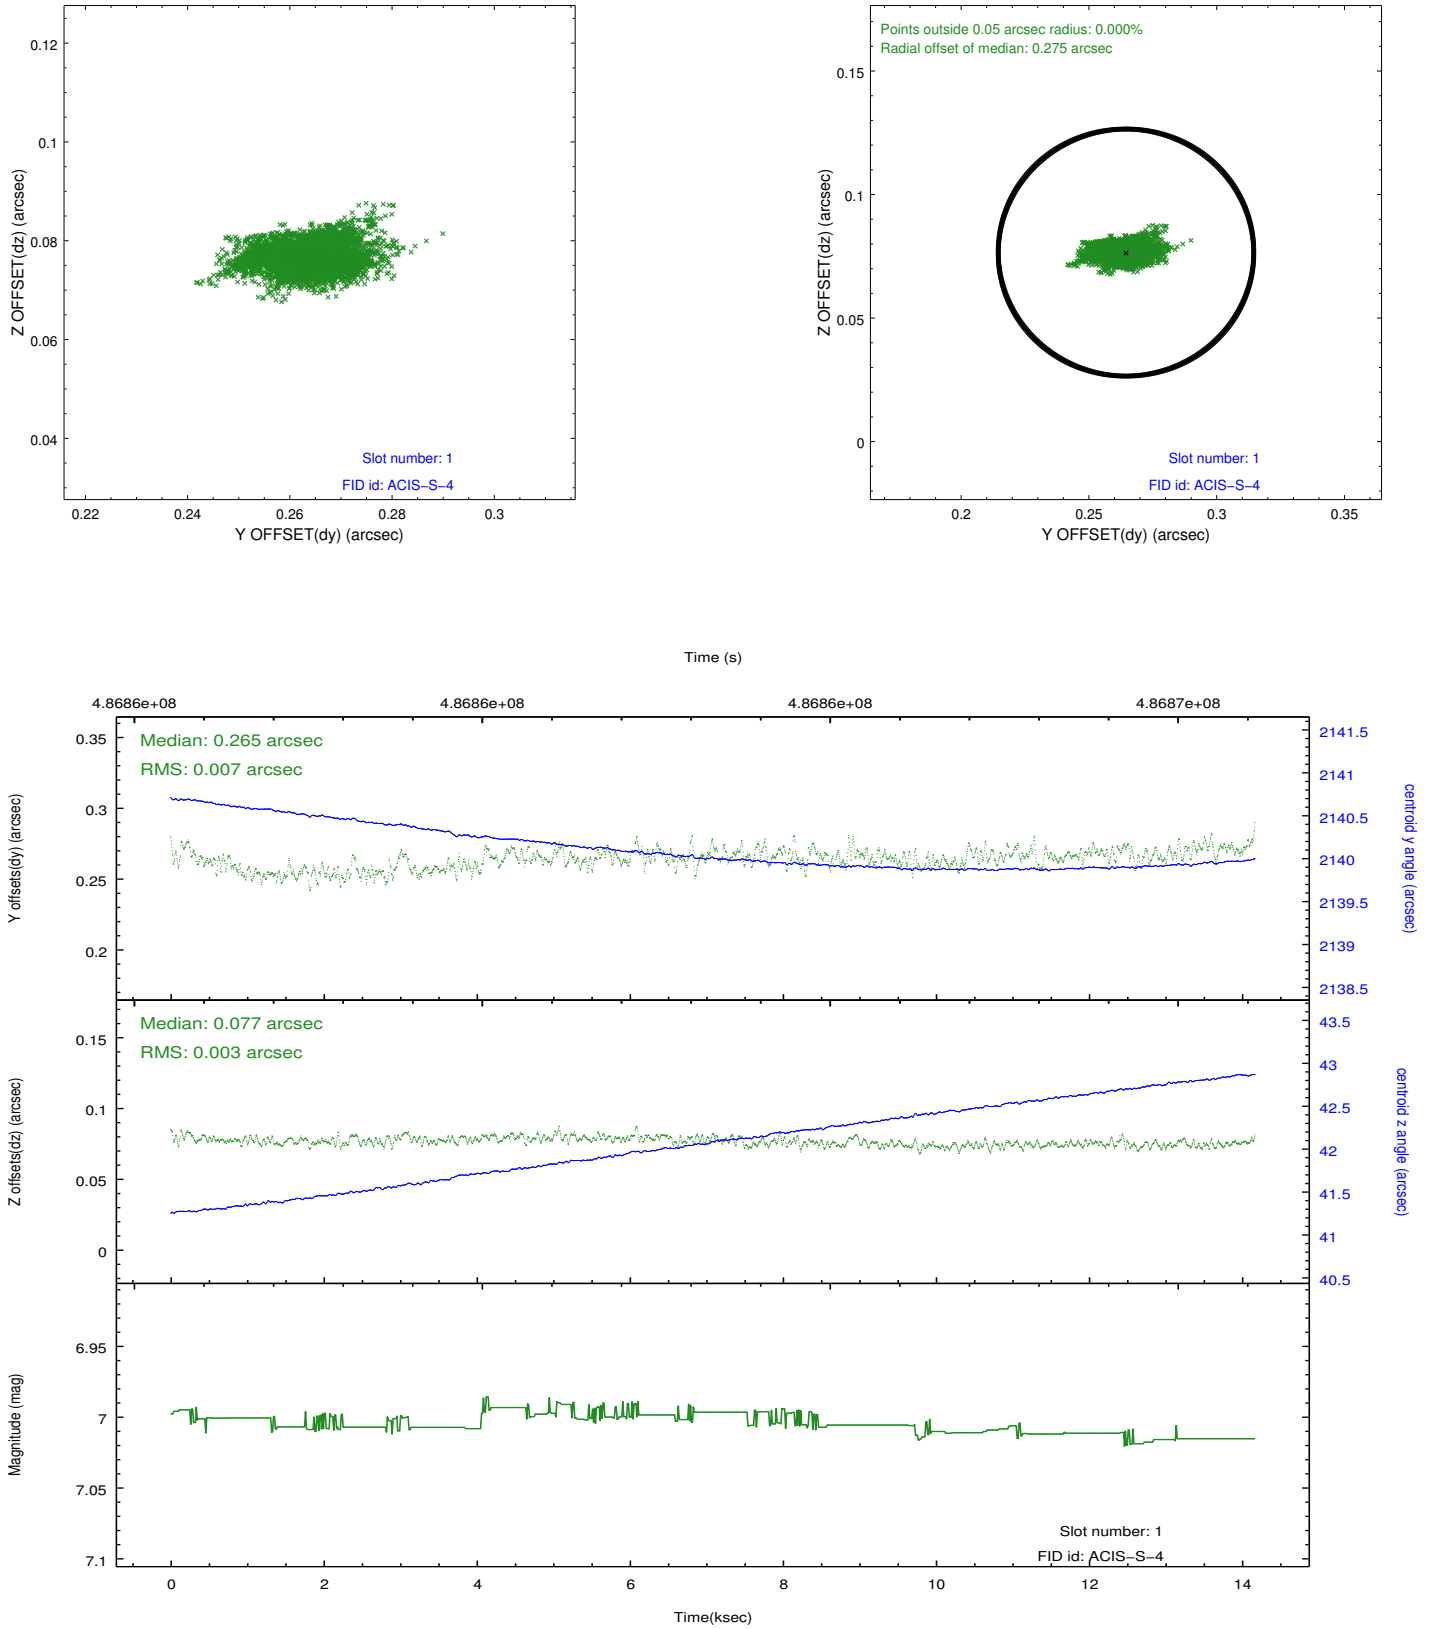 0.12
0.1
0.08
0.06
0.04
Z OFFSET(dz) (arcsec)
Slot number: 1
FID id: ACIS−S−4
0.22 0.24 0.26 0.28 0.3
Y OFFSET(dy) (arcsec)
Points outside 0.05 arcsec radius: 0.000%
Radial offset of median: 0.275 arcsec
0.15
0.1
0.05
0
Z OFFSET(dz) (arcsec)
Slot number: 1
FID id: ACIS−S−4
0.2 0.25 0.3 0.35
Y OFFSET(dy) (arcsec)
Time (s)
4.8686e+08 4.8686e+08 4.8686e+08 4.8687e+08
Median: 0.265 arcsec
RMS: 0.007 arcsec
0.35
0.3
0.25
0.2
Y offsets(dy) (arcsec)
2141.5
2141
2140.5
2140
2139.5
2139
2138.5
centroid y angle (arcsec)
Median: 0.077 arcsec
RMS: 0.003 arcsec
0.15
0.1
0.05
0
Z offsets(dz) (arcsec)
43.5
43
42.5
42
41.5
41
40.5
centroid z angle (arcsec)
6.95
7
7.05
7.1
Magnitude (mag)
Slot number: 1
FID id: ACIS−S−4
0 2 4 6 8 10 12 14
Time(ksec)